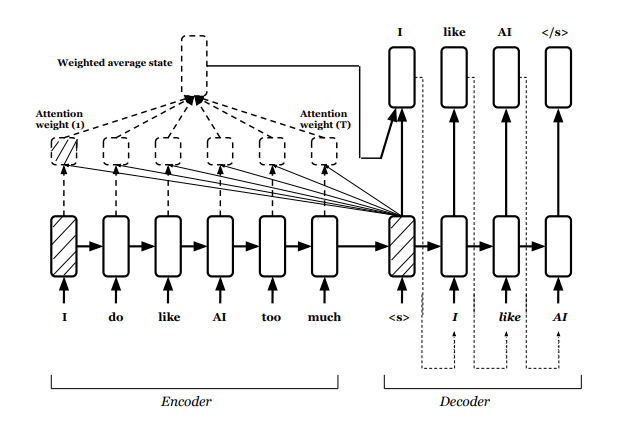 I like AI </s>
Weighted average state
Attention
weight (1)
Attention
weight (T)
I do like AI too much <s> I like AI
Encoder Decoder